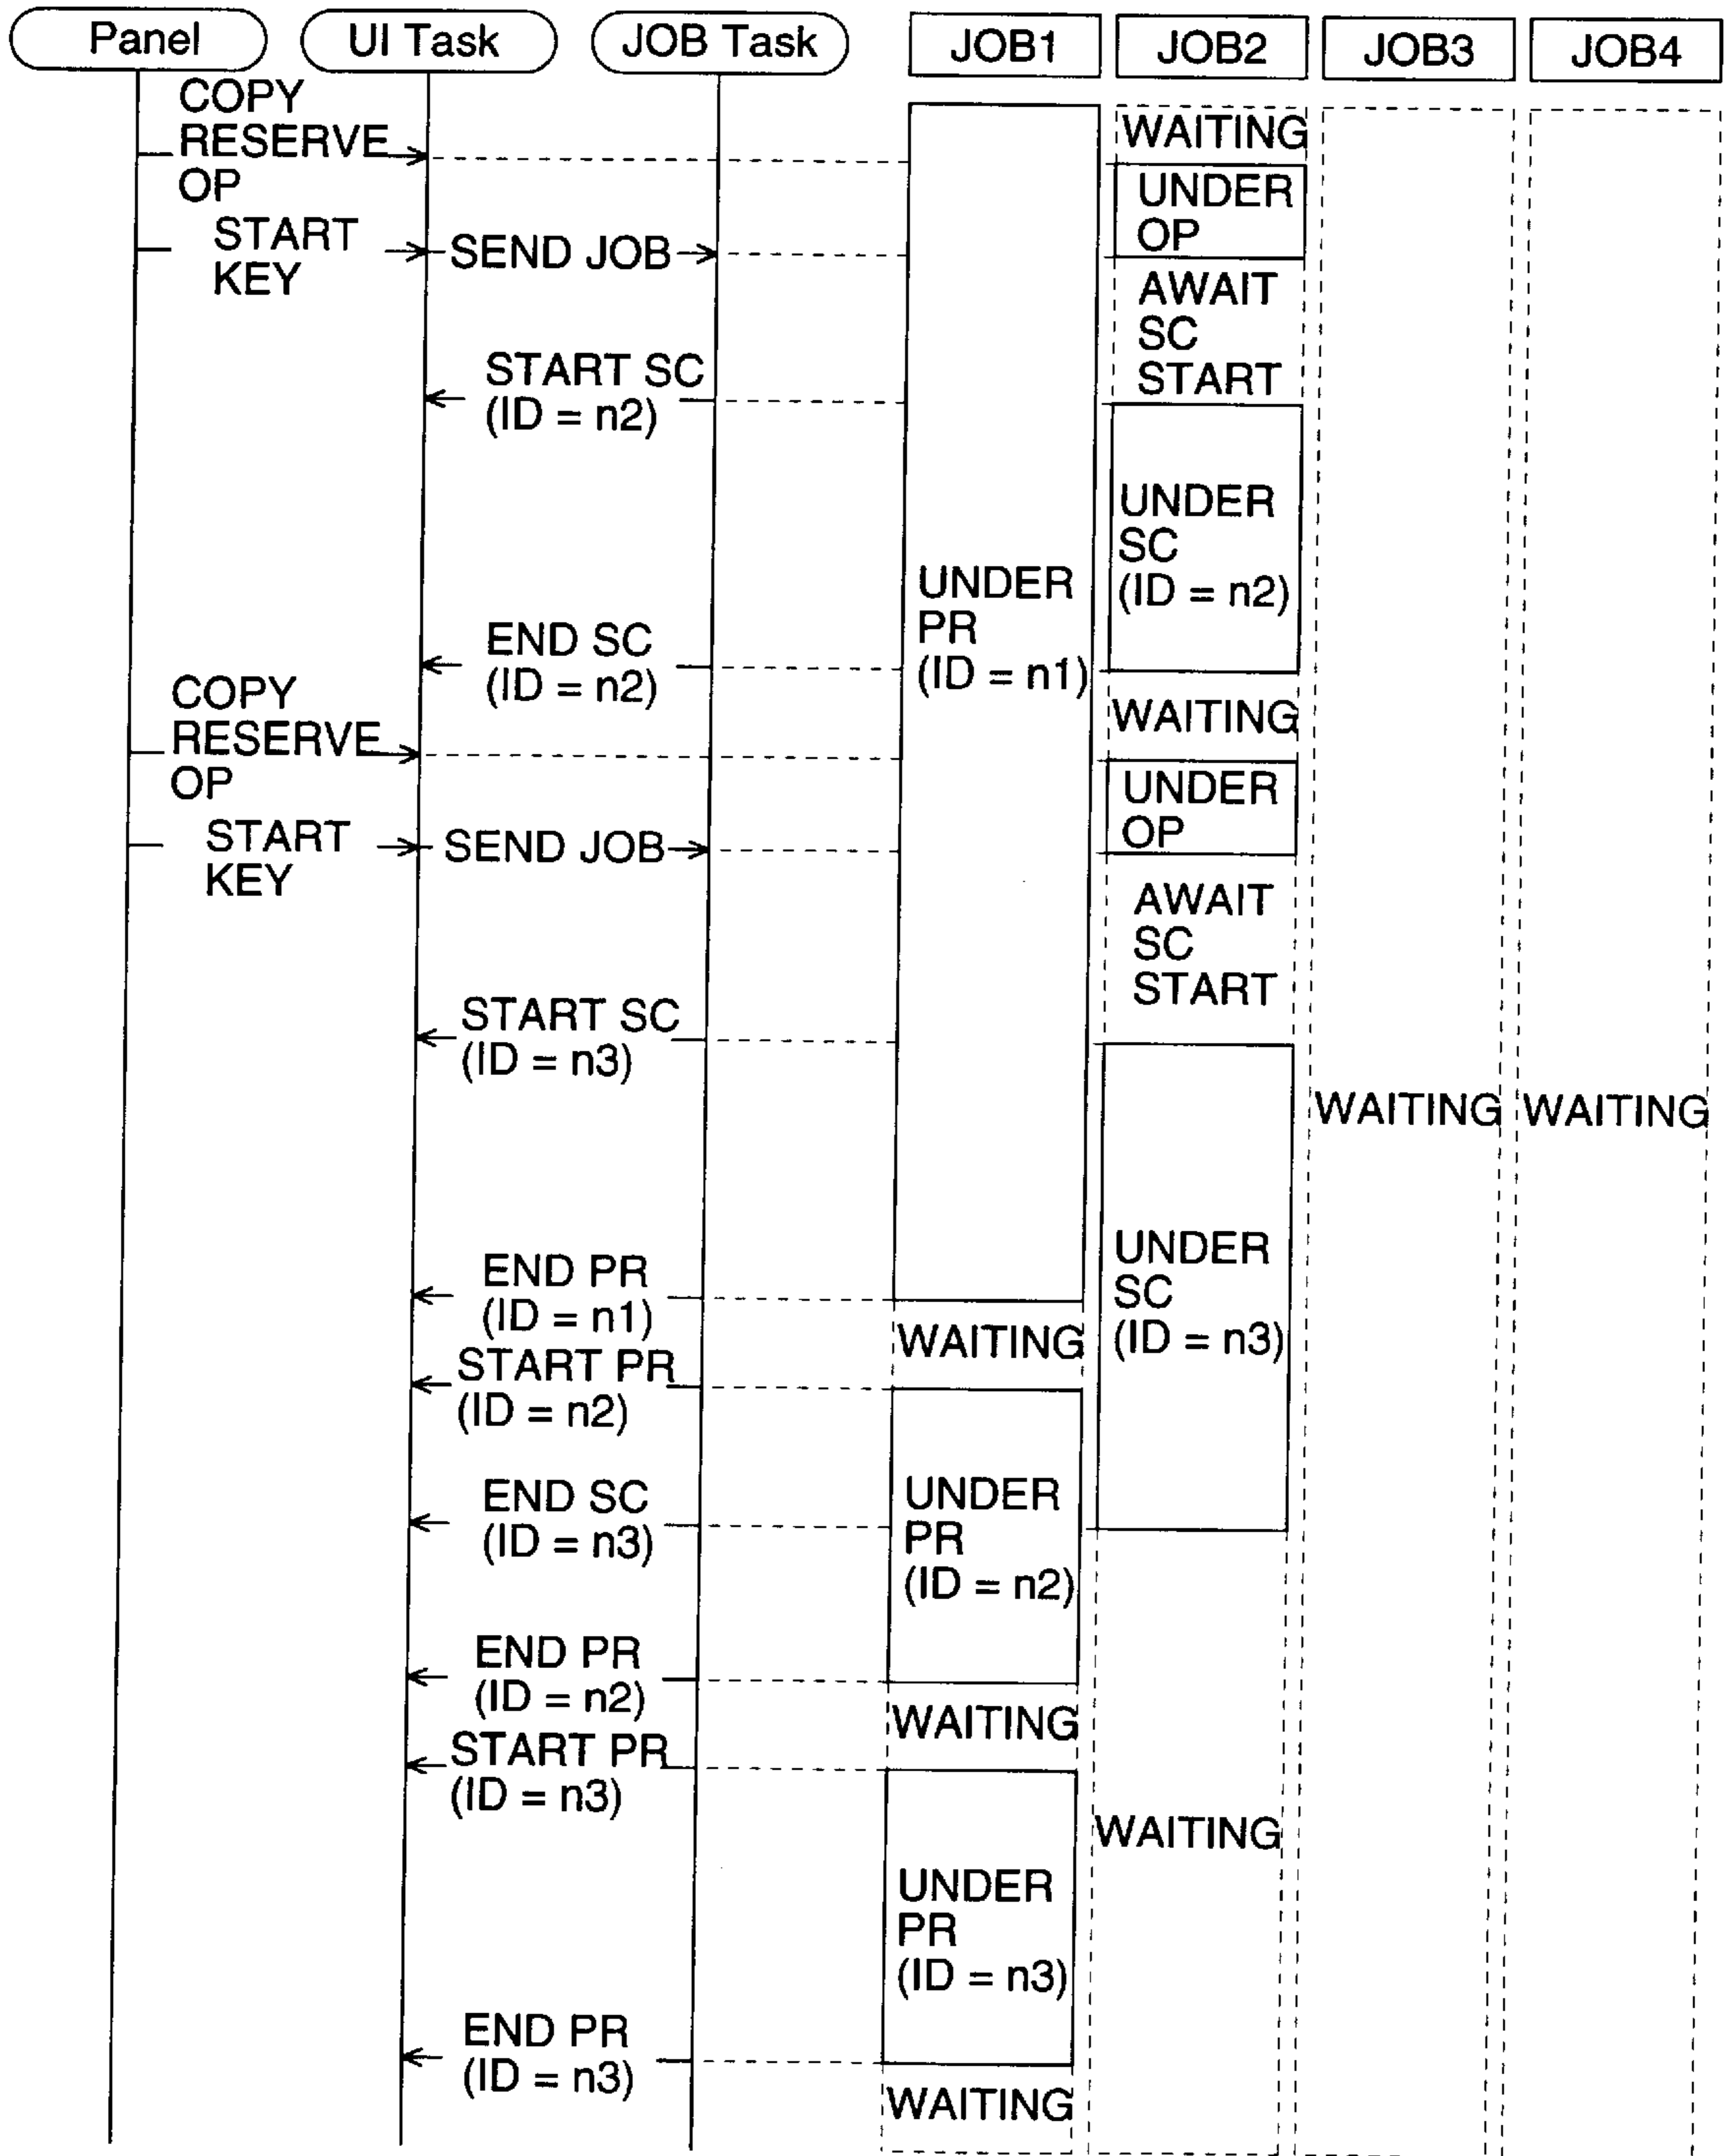 Panel
UI Task
JOB Task
JOB1
JOB2
JOB3
JOB4
COPY
RESERVE
OP
WAITING
UNDER
OP
START
KEY
SEND JOB
AWAIT
SC
START
START SC
(ID = n2)
UNDER
SC
(ID = n2)
UNDER
PR
(ID = n1)
END SC
(ID = n2)
WAITING
COPY
RESERVE
OP
UNDER
OP
START
KEY
SEND JOB
AWAIT
SC
START
START SC
(ID = n3)
WAITING
WAITING
UNDER
SC
(ID = n3)
END PR
(ID = n1)
WAITING
START PR
(ID = n2)
UNDER
PR
(ID = n2)
END SC
(ID = n3)
END PR
(ID = n2)
WAITING
START PR
(ID = n3)
WAITING
UNDER
PR
(ID = n3)
END PR
(ID = n3)
WAITING